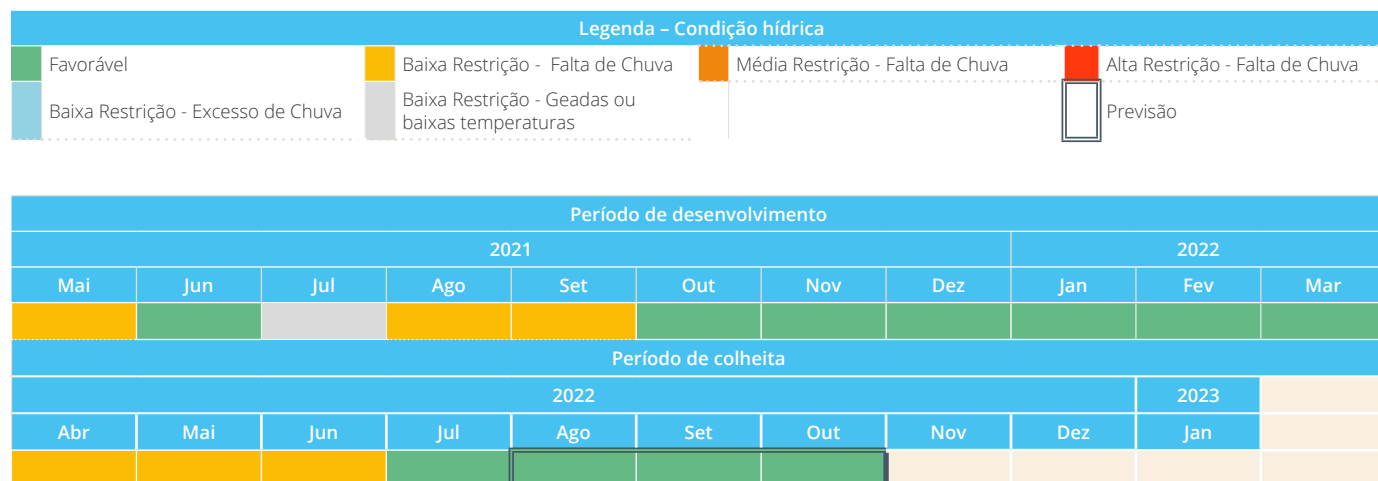 Legenda – Condição hídrica
Favorável
Baixa Restrição - Falta de Chuva
Média Restrição - Falta de Chuva
Alta Restrição - Falta de Chuva
Baixa Restrição - Excesso de Chuva
Baixa Restrição - Geadas ou
baixas temperaturas
Previsão
Período de desenvolvimento
2021 2022
Mai Jun Jul Ago Set Out Nov Dez Jan Fev Mar
Período de colheita
2022 2023
Abr Mai Jun Jul Ago Set Out Nov Dez Jan